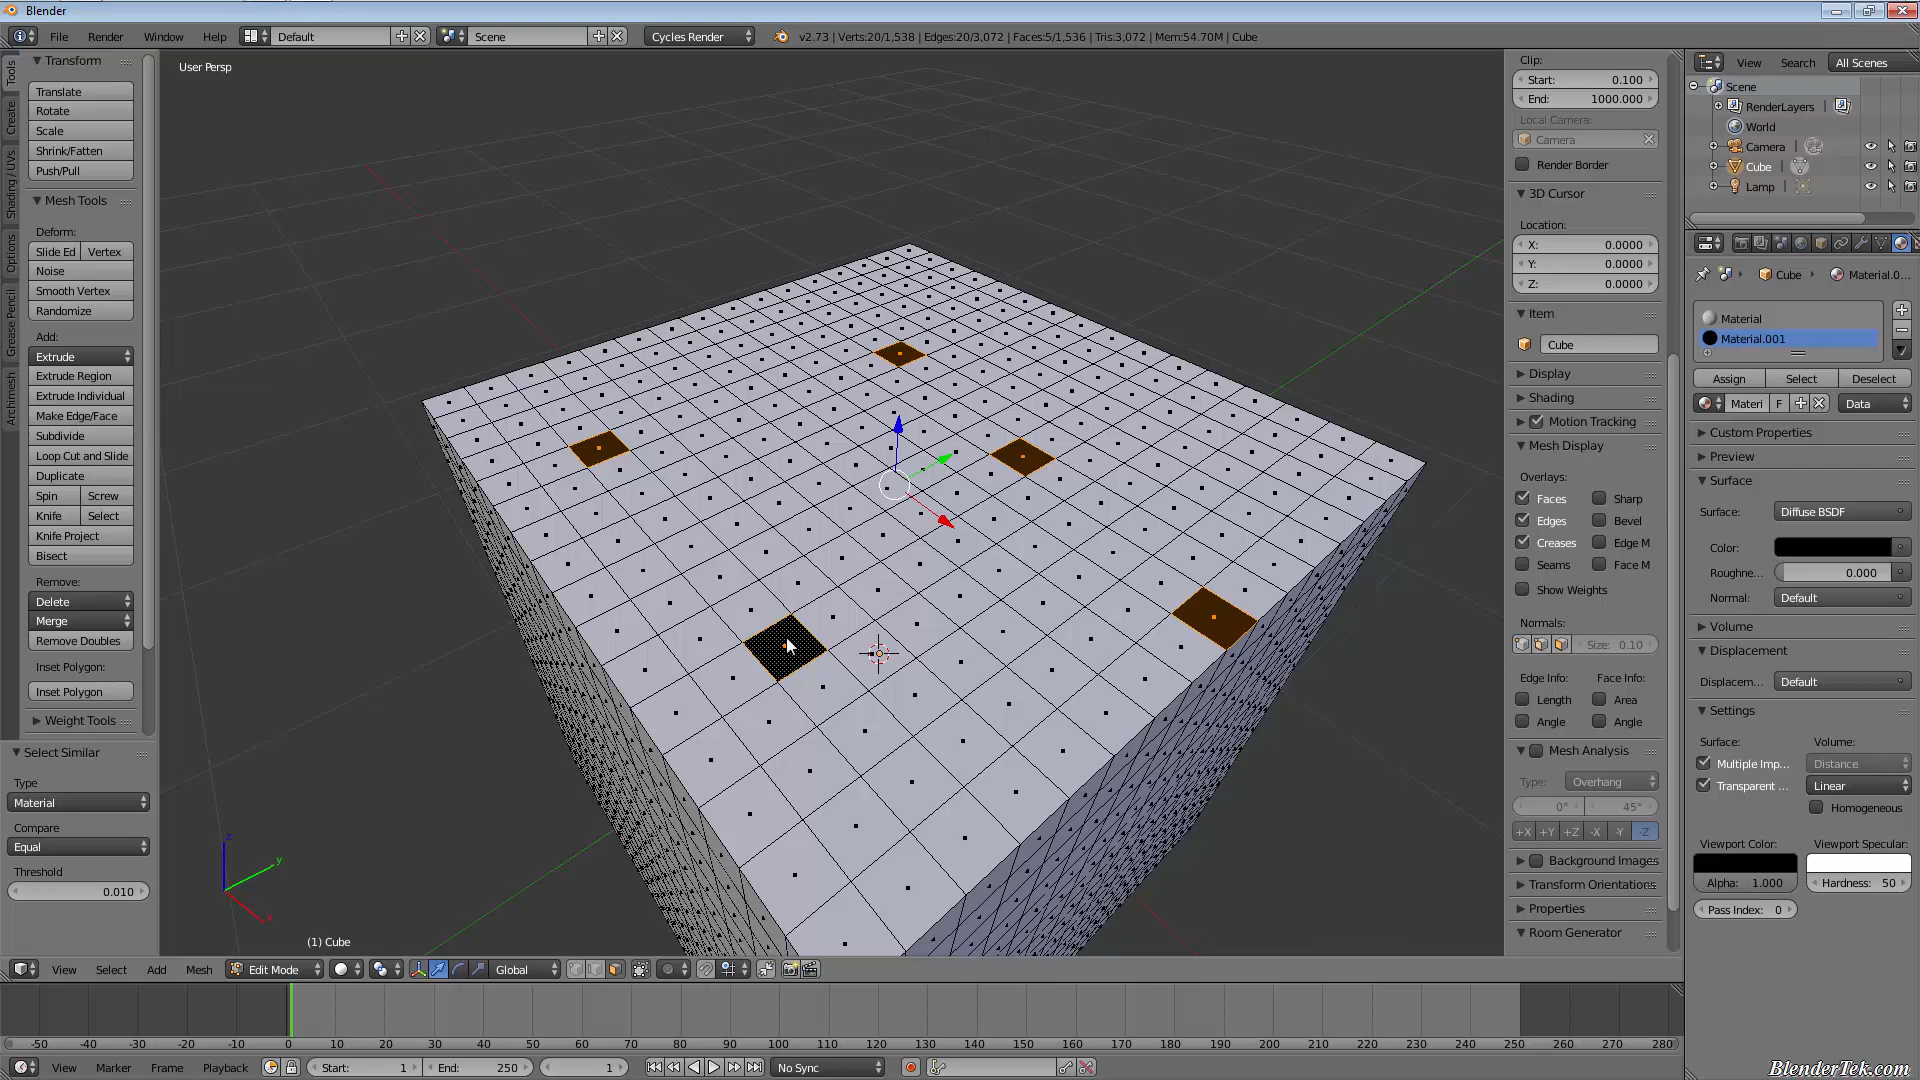 Blender
File Render Window Help Default Scene Cycles Render v2.73 | Verts:20/1,538 | Edges:20/3,072 | Faces:5/1,536 | Tris:3,072 | Mem:54.70M | Cube
User Persp
Tools
Create
Shading / UVs
Options
Grease Pencil
Archimesh
Transform
Translate
Rotate
Scale
Shrink/Fatten
Push/Pull
Mesh Tools
Deform:
Slide Ed Vertex
Noise
Smooth Vertex
Randomize
Add:
Extrude
Extrude Region
Extrude Individual
Make Edge/Face
Subdivide
Loop Cut and Slide
Duplicate
Spin Screw
Knife Select
Knife Project
Bisect
Remove:
Delete
Merge
Remove Doubles
Inset Polygon:
Inset Polygon
Weight Tools
Select Similar
Type
Material
Compare
Equal
Threshold
0.010
z
y
x
(1) Cube
Clip:
Start: 0.100
End: 1000.000
Local Camera:
Camera
Render Border
3D Cursor
Location:
X: 0.0000
Y: 0.0000
Z: 0.0000
Item
Cube
Display
Shading
Motion Tracking
Mesh Display
Overlays:
Faces Sharp
Edges Bevel
Creases Edge M
Seams Face M
Show Weights
Normals:
Size: 0.10
Edge Info: Face Info:
Length Area
Angle Angle
Mesh Analysis
Type: Overhang
0° 45°
+X +Y +Z -X -Y -Z
Background Images
Transform Orientations
Properties
Room Generator
View Search All Scenes
Scene
RenderLayers
World
Camera
Cube
Lamp
Cube Material.0...
Material
Material.001
Assign Select Deselect
Materi F Data
Custom Properties
Preview
Surface
Surface: Diffuse BSDF
Color:
Roughne... 0.000
Normal: Default
Volume
Displacement
Displacem... Default
Settings
Surface: Volume:
Multiple Imp... Distance
Transparent ... Linear
Homogeneous
Viewport Color: Viewport Specular:
Alpha: 1.000 Hardness: 50
Pass Index: 0
View Select Add Mesh Edit Mode Global
-50 -40 -30 -20 -10 0 10 20 30 40 50 60 70 80 90 100 110 120 130 140 150 160 170 180 190 200 210 220 230 240 250 260 270 280
View Marker Frame Playback Start: 1 End: 250 1 No Sync
BlenderTek.com